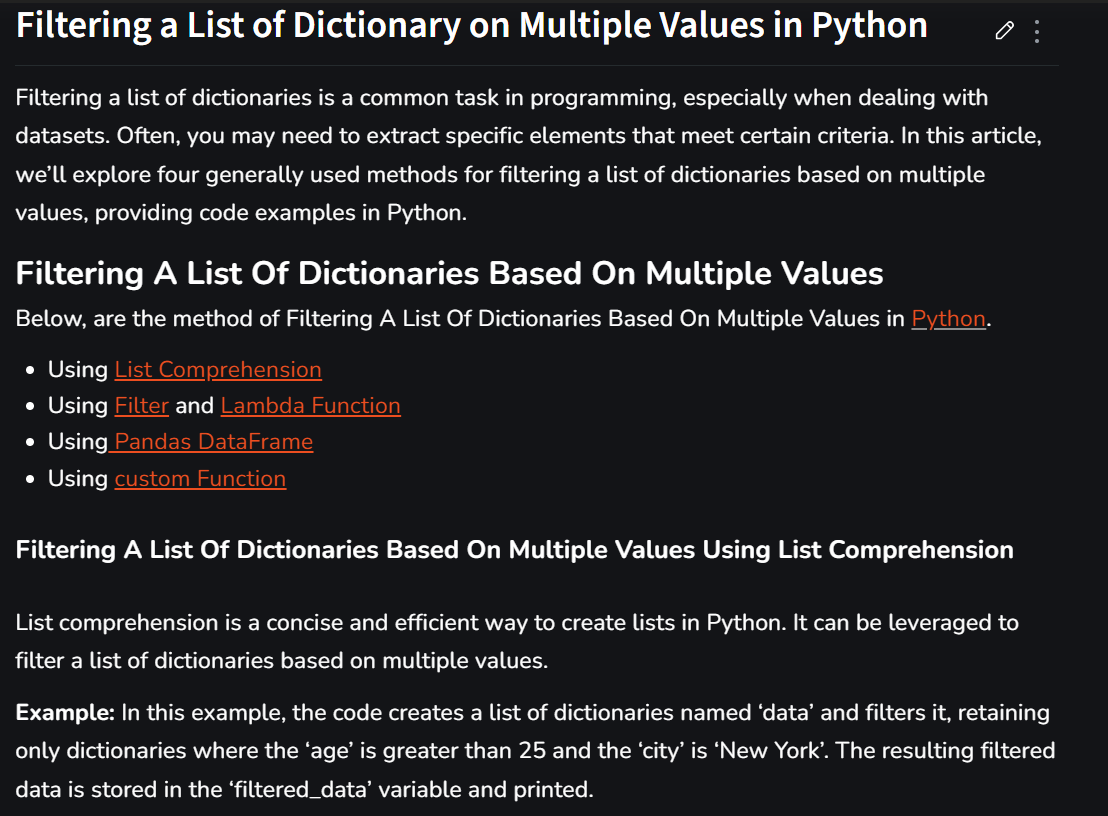 Filtering a List of Dictionary on Multiple Values in Python
Filtering a list of dictionaries is a common task in programming, especially when dealing with
datasets. Often, you may need to extract specific elements that meet certain criteria. In this article,
we’ll explore four generally used methods for filtering a list of dictionaries based on multiple
values, providing code examples in Python.
Filtering A List Of Dictionaries Based On Multiple Values
Below, are the method of Filtering A List Of Dictionaries Based On Multiple Values in Python.
• Using List Comprehension
• Using Filter and Lambda Function
• Using Pandas DataFrame
• Using custom Function
Filtering A List Of Dictionaries Based On Multiple Values Using List Comprehension
List comprehension is a concise and efficient way to create lists in Python. It can be leveraged to
filter a list of dictionaries based on multiple values.
Example: In this example, the code creates a list of dictionaries named ‘data’ and filters it, retaining
only dictionaries where the ‘age’ is greater than 25 and the ‘city’ is ‘New York’. The resulting filtered
data is stored in the ‘filtered_data’ variable and printed.